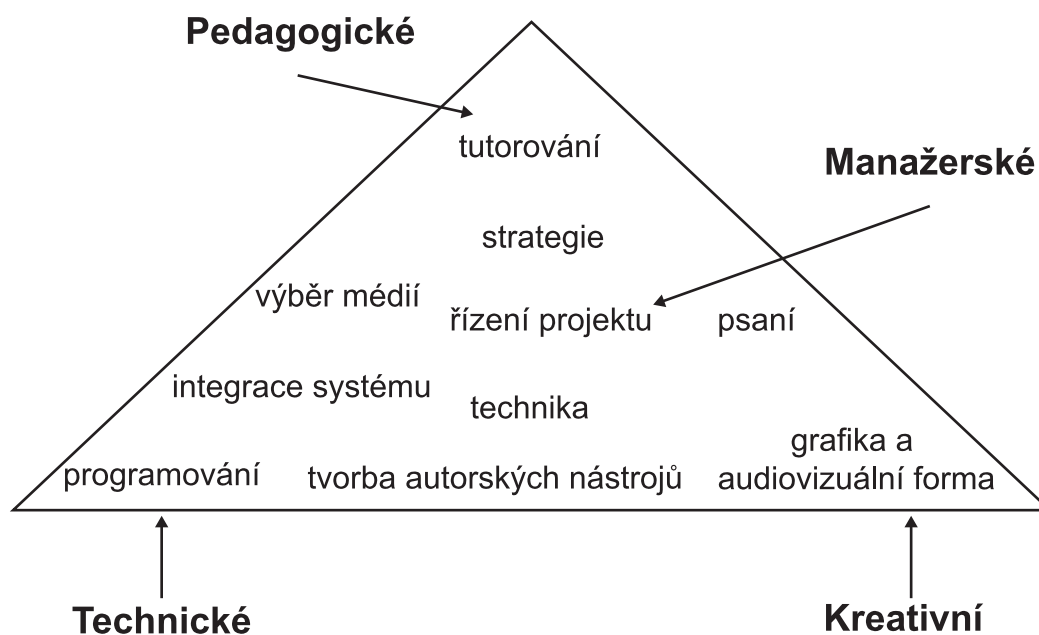 Pedagogické
tutorování
Manažerské
strategie
výběr médií
řízení projektu
psaní
integrace systému
technika
grafika a
audiovizuální forma
programování
tvorba autorských nástrojů
Technické
Kreativní